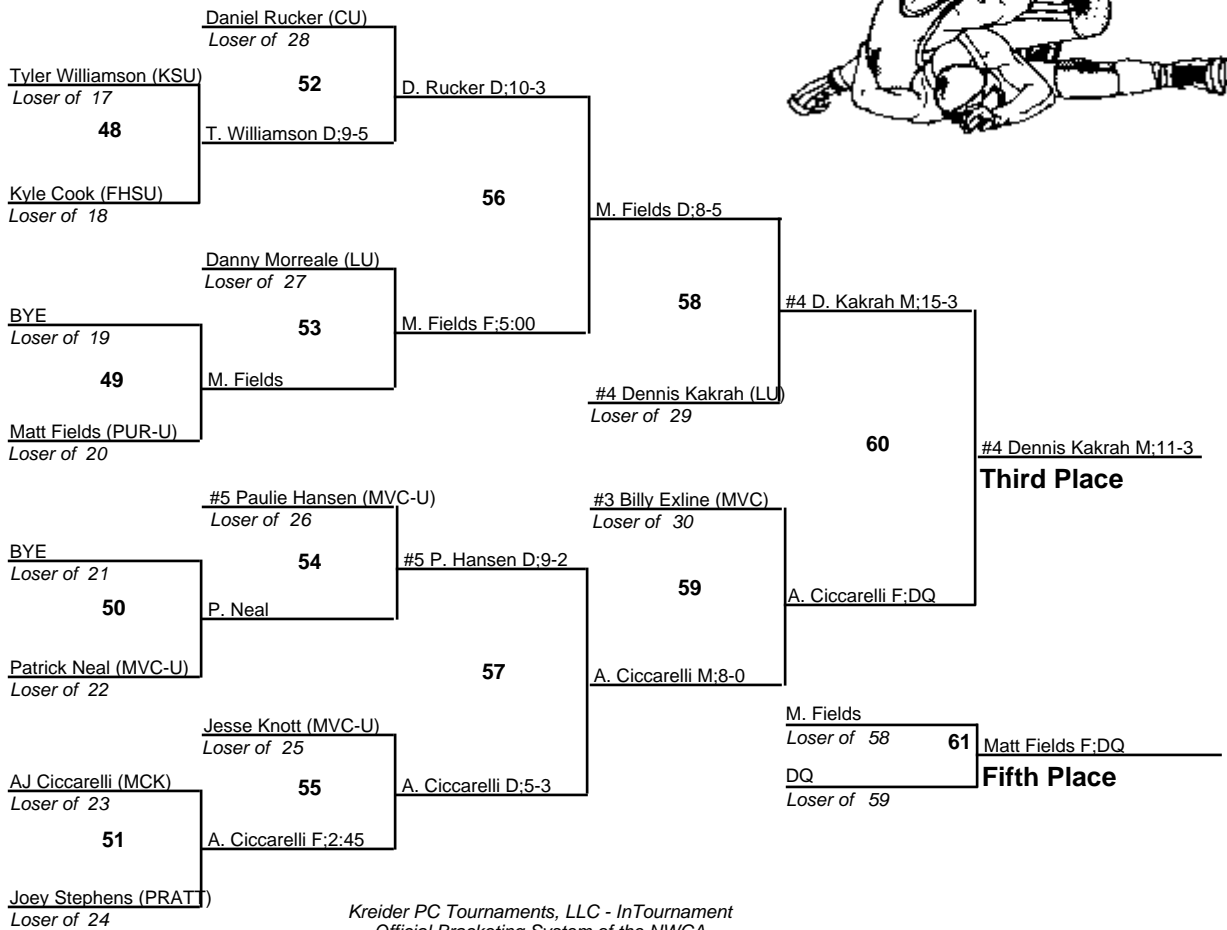 Daniel Rucker (CU)
Loser of 28
Tyler Williamson (KSU)
Loser of 17
52
D. Rucker D;10-3
48
T. Williamson D;9-5
Kyle Cook (FHSU)
Loser of 18
56
M. Fields D;8-5
Danny Morreale (LU)
Loser of 27
BYE
Loser of 19
53
M. Fields F;5:00
58
#4 D. Kakrah M;15-3
49
M. Fields
#4 Dennis Kakrah (LU)
Loser of 29
Matt Fields (PUR-U)
Loser of 20
60
#4 Dennis Kakrah M;11-3
Third Place
#5 Paulie Hansen (MVC-U)
Loser of 26
#3 Billy Exline (MVC)
Loser of 30
BYE
Loser of 21
54
#5 P. Hansen D;9-2
50
P. Neal
59
A. Ciccarelli F;DQ
Patrick Neal (MVC-U)
Loser of 22
57
A. Ciccarelli M;8-0
Jesse Knott (MVC-U)
Loser of 25
M. Fields
Loser of 58
61
Matt Fields F;DQ
Fifth Place
DQ
Loser of 59
AJ Ciccarelli (MCK)
Loser of 23
55
A. Ciccarelli D;5-3
51
A. Ciccarelli F;2:45
Joey Stephens (PRATT)
Loser of 24
Kreider PC Tournaments, LLC - InTournament
Official Bracketing System of the NWCA